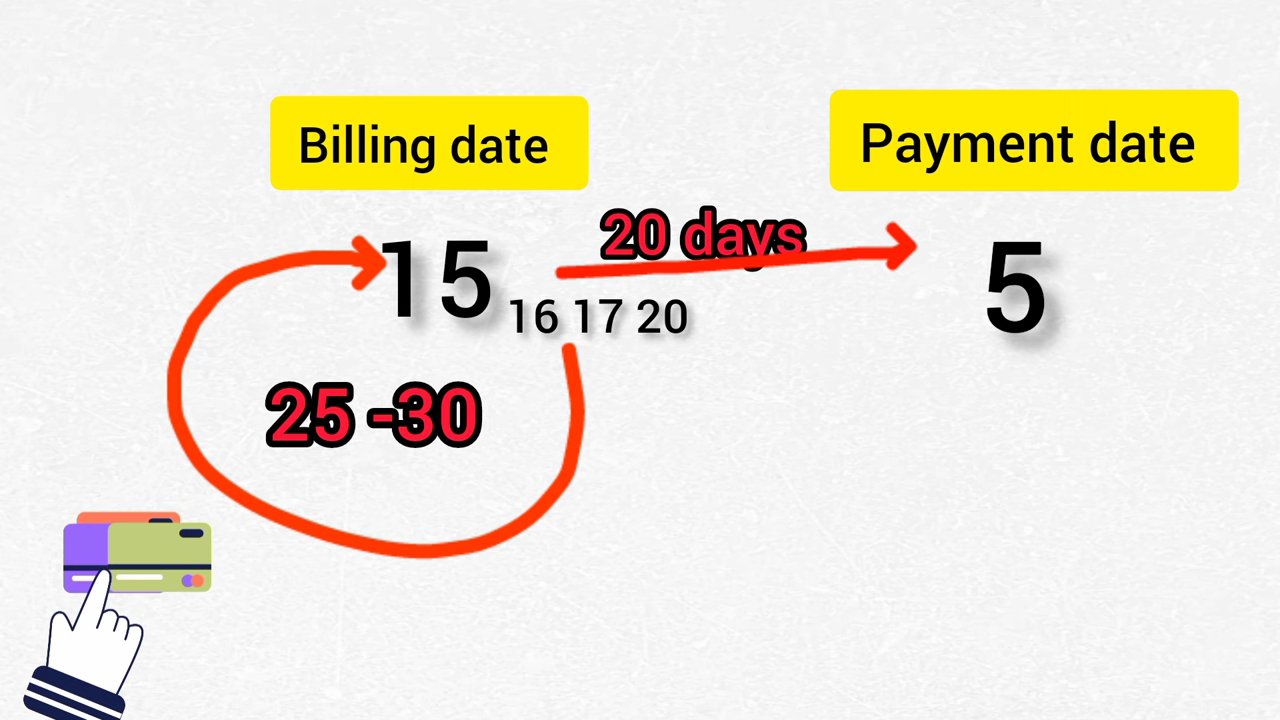 Billing date
Payment date
20 days
15
5
16 17 20
25 -30